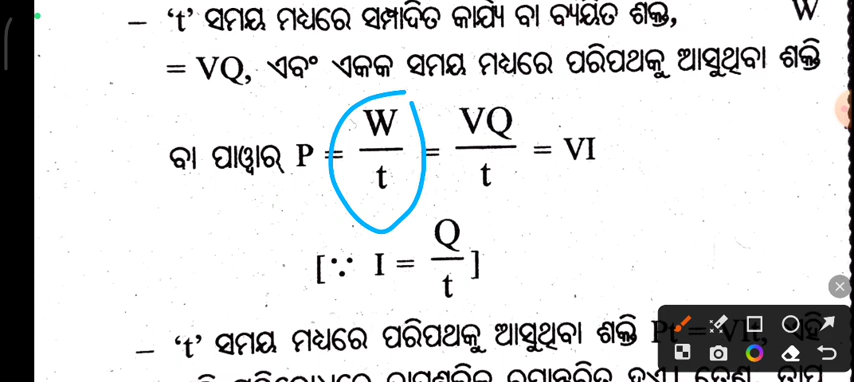 – ‘t’ ସମୟ ମଧ୍ୟରେ ସମ୍ପାଦିତ କାର୍ଯ୍ୟ ବା ବ୍ୟୟିତ ଶକ୍ତି, W
= VQ, ଏବଂ ଏକକ ସମୟ ମଧ୍ୟରେ ପରିପଥକୁ ଆସୁଥିବା ଶକ୍ତି
ବା ପାୱାର୍ P = W/t = VQ/t = VI
[∵ I = Q/t]
– ‘t’ ସମୟ ମଧ୍ୟରେ ପରିପଥକୁ ଆସୁଥିବା ଶକ୍ତି Pt = VIt,